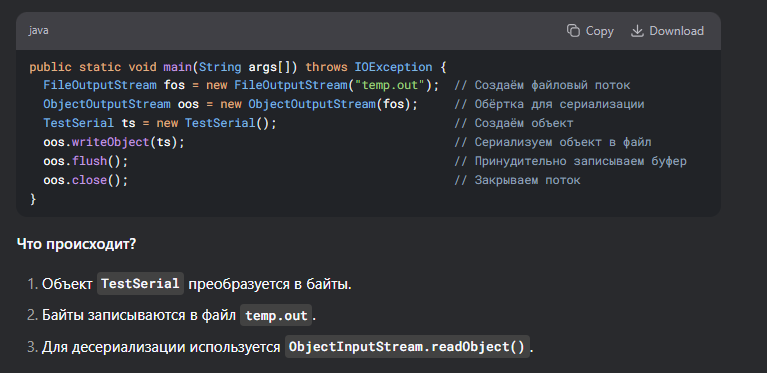 java
Copy
Download
public static void main(String args[]) throws IOException {
  FileOutputStream fos = new FileOutputStream("temp.out");  // Создаём файловый поток
  ObjectOutputStream oos = new ObjectOutputStream(fos);     // Обёртка для сериализации
  TestSerial ts = new TestSerial();                         // Создаём объект
  oos.writeObject(ts);                                      // Сериализуем объект в файл
  oos.flush();                                              // Принудительно записываем буфер
  oos.close();                                              // Закрываем поток
}
Что происходит?
1. Объект TestSerial преобразуется в байты.
2. Байты записываются в файл temp.out.
3. Для десериализации используется ObjectInputStream.readObject().